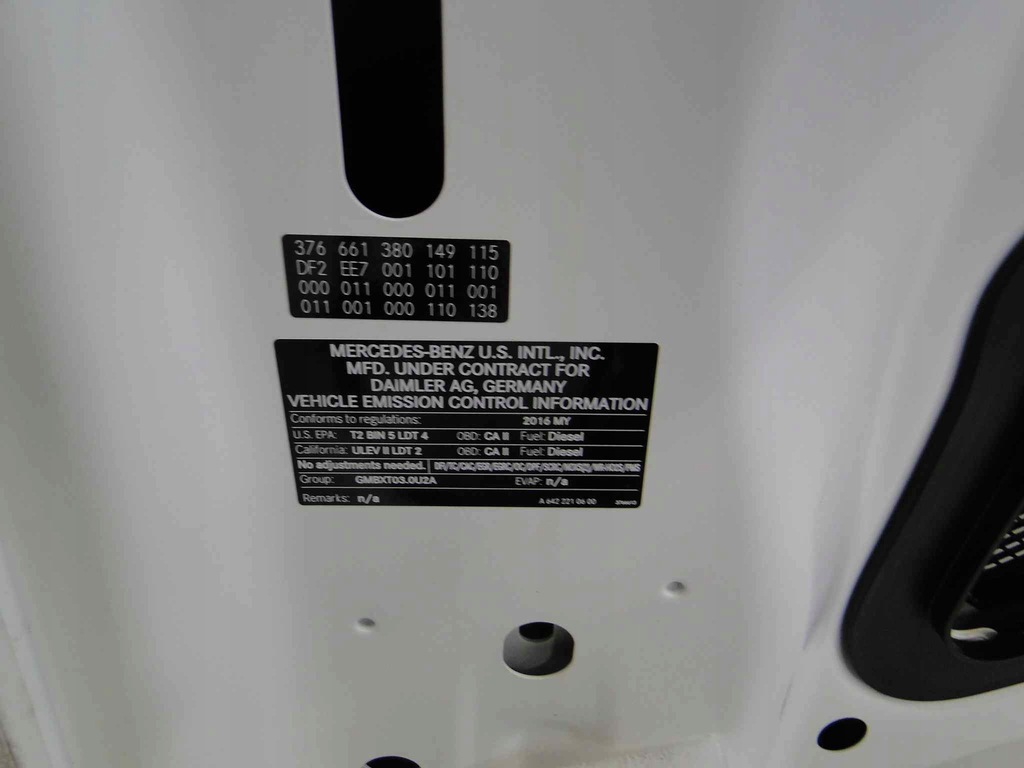 376 661 380 149 115
DF2 EE7 001 101 110
000 011 000 011 001
011 001 000 110 138
MERCEDES-BENZ U.S. INTL., INC.
MFD. UNDER CONTRACT FOR
DAIMLER AG, GERMANY
VEHICLE EMISSION CONTROL INFORMATION
Conforms to regulations: 2016 MY
U.S. EPA: T2 BIN 5 LDT 4 OBD: CA II Fuel: Diesel
California: ULEV II LDT 2 OBD: CA II Fuel: Diesel
No adjustments needed.
Group: GMBXT03.0U2A EVAP: n/a
Remarks: n/a A 642 221 06 00